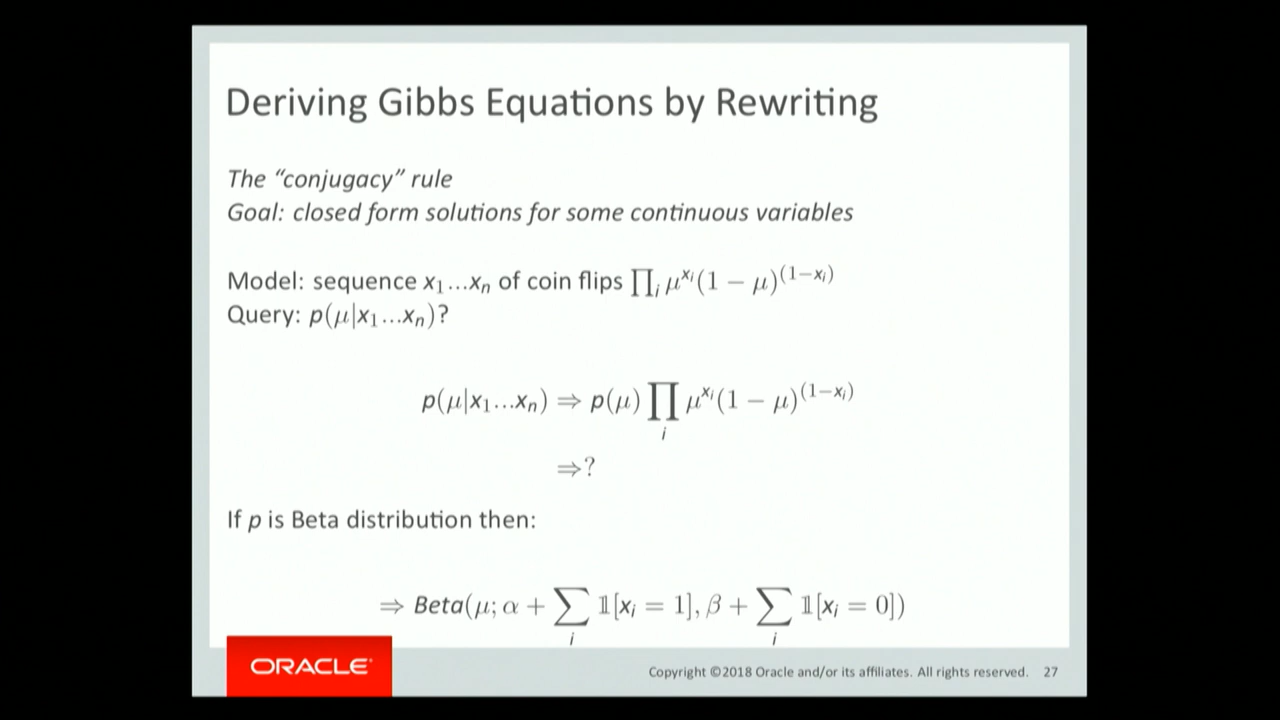 Deriving Gibbs Equations by Rewriting
The “conjugacy” rule
Goal: closed form solutions for some continuous variables
Model: sequence x₁...xₙ of coin flips ∏ᵢ μ^{xᵢ}(1 − μ)^{(1−xᵢ)}
Query: p(μ|x₁...xₙ)?
p(μ|x₁...xₙ) ⇒ p(μ) ∏ᵢ μ^{xᵢ}(1 − μ)^{(1−xᵢ)}
⇒?
If p is Beta distribution then:
⇒ Beta(μ; α + ∑ᵢ 𝟙[xᵢ = 1], β + ∑ᵢ 𝟙[xᵢ = 0])
ORACLE®
Copyright ©2018 Oracle and/or its affiliates. All rights reserved. 27